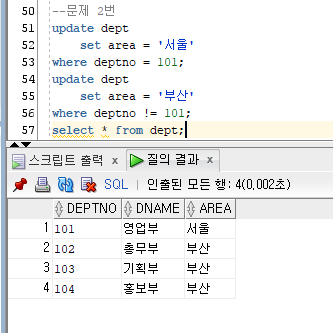 50 --문제 2번
51 update dept
52 set area = '서울'
53 where deptno = 101;
54 update dept
55 set area = '부산'
56 where deptno != 101;
57 select * from dept;
스크립트 출력 x 질의 결과 x
SQL | 인출된 모든 행: 4(0,002초)
DEPTNO DNAME AREA
1 101 영업부 서울
2 102 총무부 부산
3 103 기획부 부산
4 104 홍보부 부산